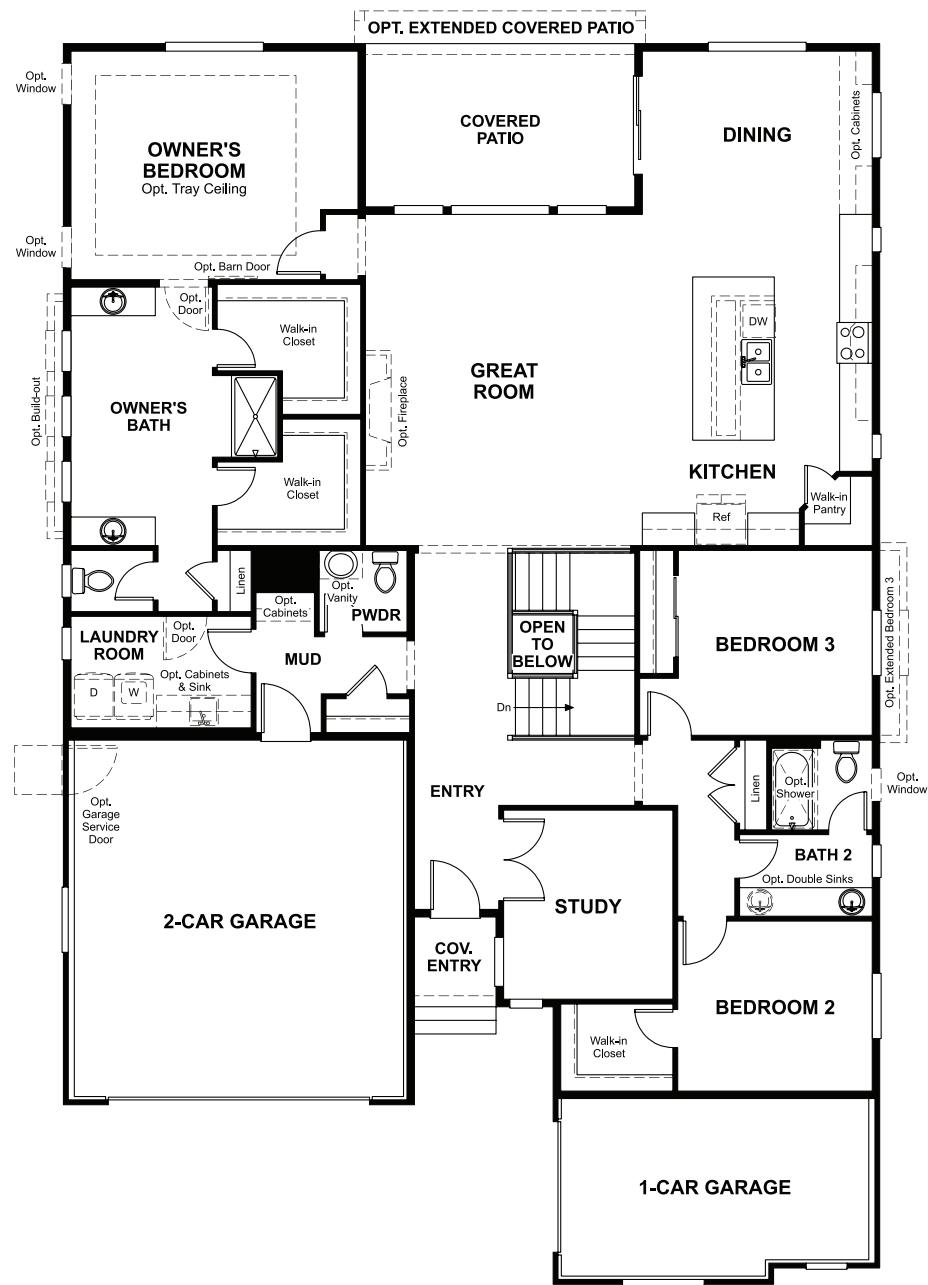 OPT. EXTENDED COVERED PATIO
Opt.
Window
OWNER'S
BEDROOM
Opt. Tray Ceiling
COVERED
PATIO
DINING
Opt. Cabinets
Opt.
Window
Opt. Barn Door
Opt.
Door
Walk-in
Closet
Opt. Build-out
OWNER'S
BATH
Opt. Fireplace
GREAT
ROOM
DW
KITCHEN
Walk-in
Closet
Walk-in
Pantry
Ref
Linen
Opt.
Cabinets
Opt.
Vanity
PWDR
OPEN
TO
BELOW
BEDROOM 3
Opt. Extended Bedroom 3
LAUNDRY
ROOM
Opt.
Door
MUD
Opt. Cabinets
& Sink
D
W
Dn
ENTRY
Linen
Opt.
Shower
Opt.
Window
Opt.
Garage
Service
Door
BATH 2
Opt. Double Sinks
2-CAR GARAGE
STUDY
COV.
ENTRY
BEDROOM 2
Walk-in
Closet
1-CAR GARAGE